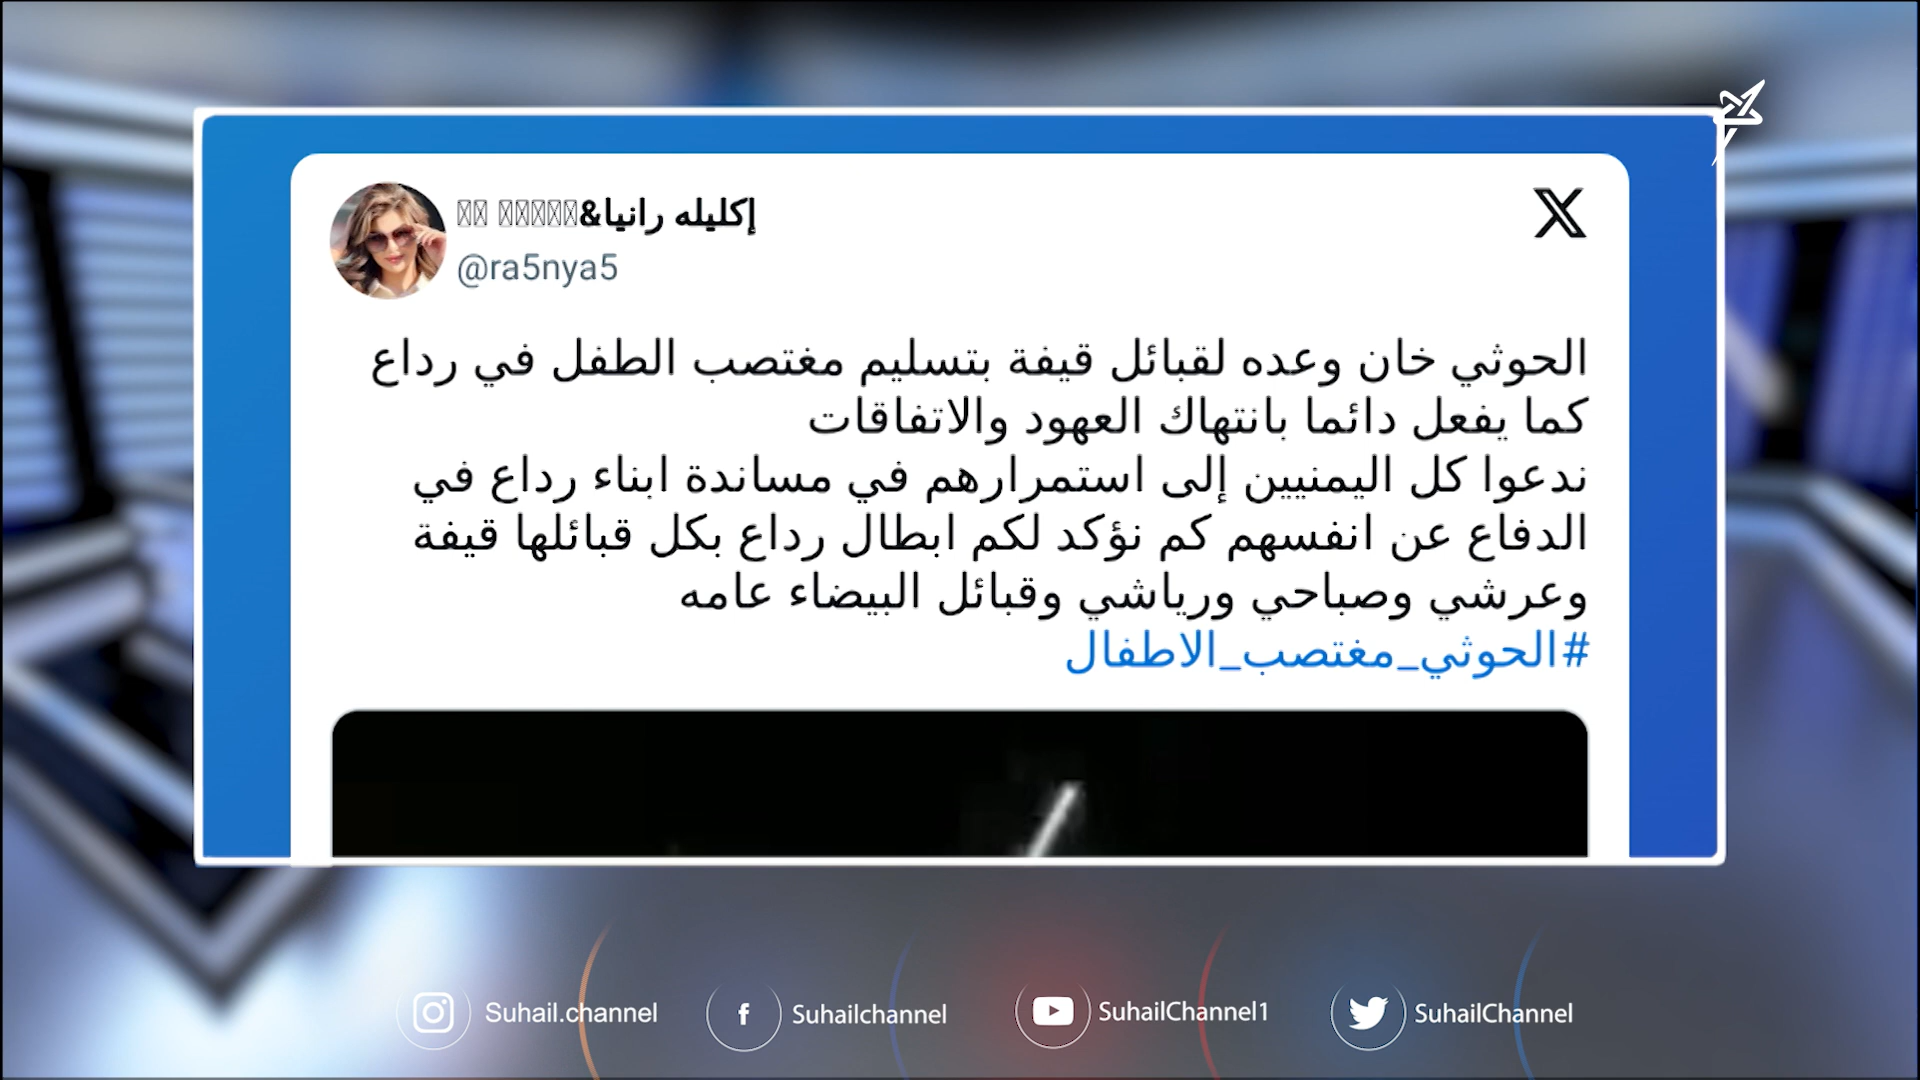 إكليله رانيا&
@ra5nya5
الحوثي خان وعده لقبائل قيفة بتسليم مغتصب الطفل في رداع
كما يفعل دائما بانتهاك العهود والاتفاقات
ندعوا كل اليمنيين إلى استمرارهم في مساندة ابناء رداع في
الدفاع عن انفسهم كم نؤكد لكم ابطال رداع بكل قبائلها قيفة
وعرشي وصباحي ورياشي وقبائل البيضاء عامه
#الحوثي_مغتصب_الاطفال
Suhail.channel
Suhailchannel
SuhailChannel1
SuhailChannel